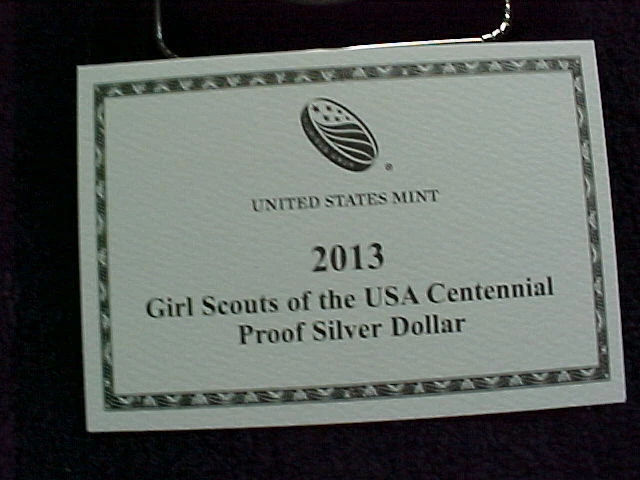 UNITED STATES MINT
2013
Girl Scouts of the USA Centennial
Proof Silver Dollar